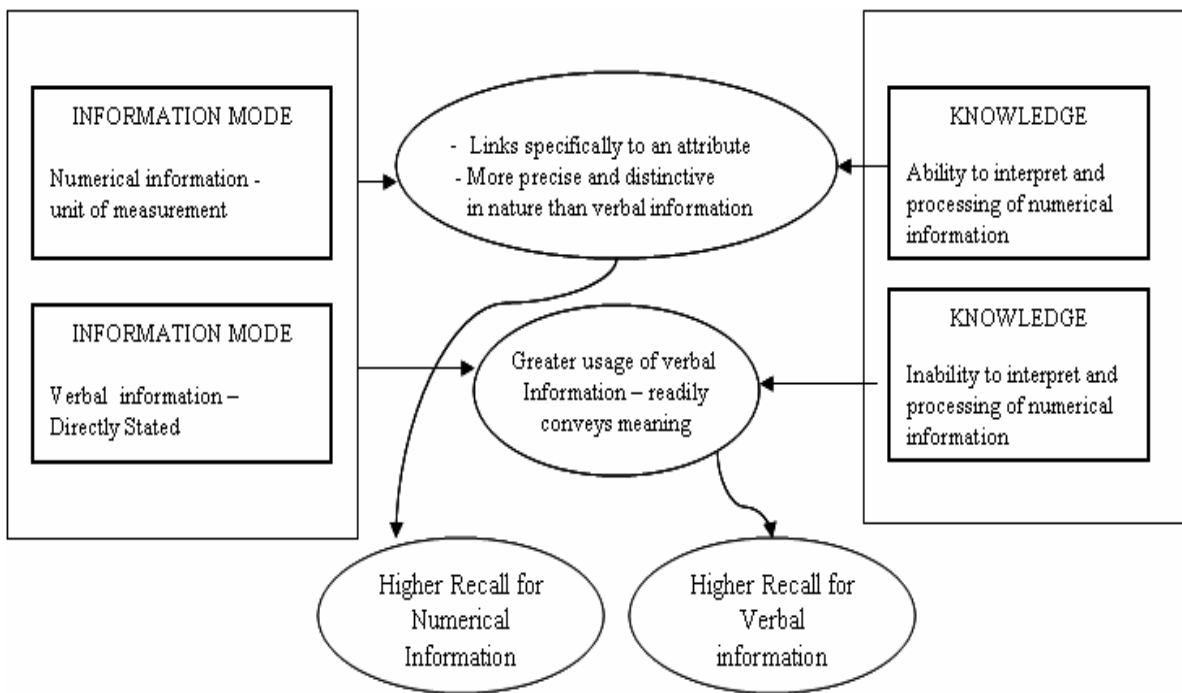 INFORMATION MODE
Numerical information -
unit of measurement
INFORMATION MODE
Verbal information –
Directly Stated
- Links specifically to an attribute
- More precise and distinctive
in nature than verbal information
Greater usage of verbal
Information – readily
conveys meaning
KNOWLEDGE
Ability to interpret and
processing of numerical
information
KNOWLEDGE
Inability to interpret and
processing of numerical
information
Higher Recall for
Numerical
Information
Higher Recall for
Verbal
information